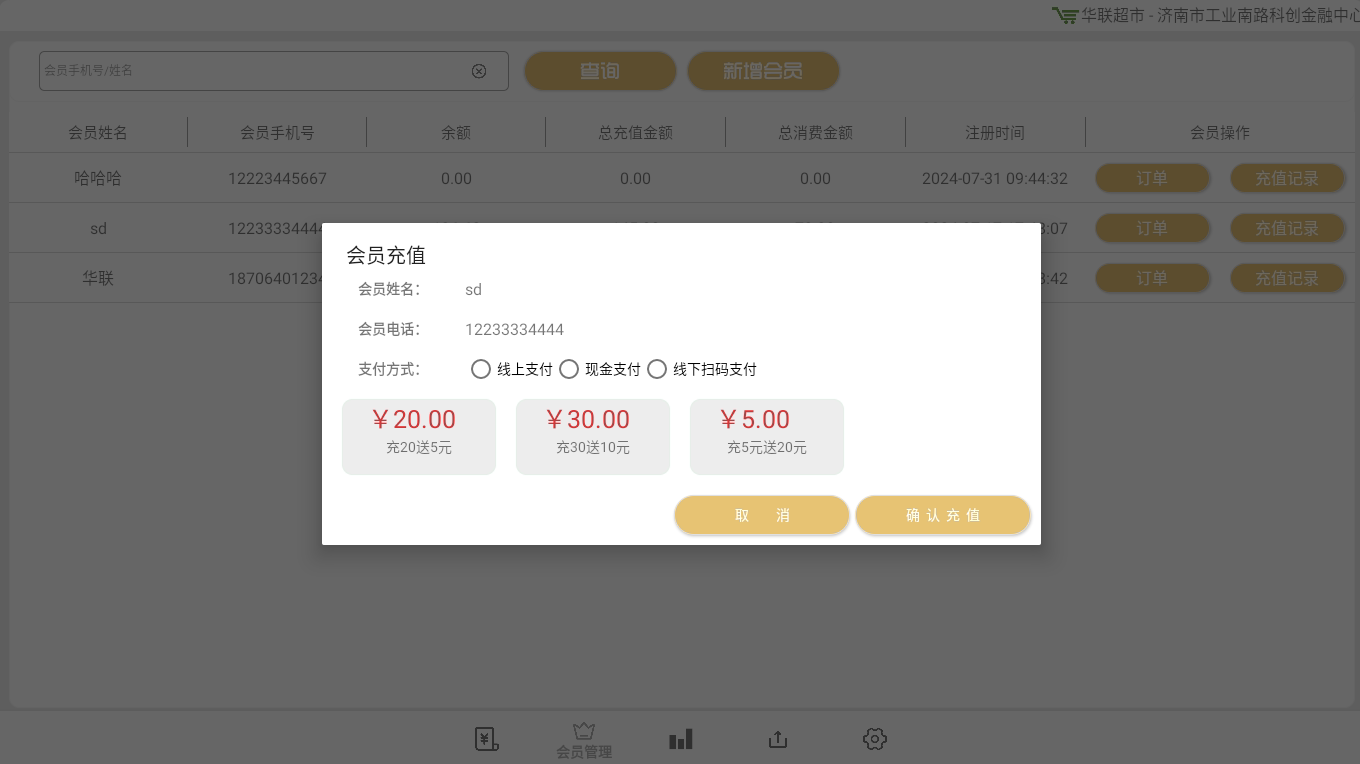 华联超市 - 济南市工业南路科创金融中心
会员手机号/姓名 查询 新增会员
会员姓名 会员手机号 余额 总充值金额 总消费金额 注册时间 会员操作
哈哈哈 12223445667 0.00 0.00 0.00 2024-07-31 09:44:32 订单 充值记录
sd 12233334444 3:07 订单 充值记录
华联 18706401234 3:42 订单 充值记录
会员充值
会员姓名： sd
会员电话： 12233334444
支付方式： 线上支付 现金支付 线下扫码支付
￥20.00 ￥30.00 ￥5.00
充20送5元 充30送10元 充5元送20元
取 消 确认充值
会员管理